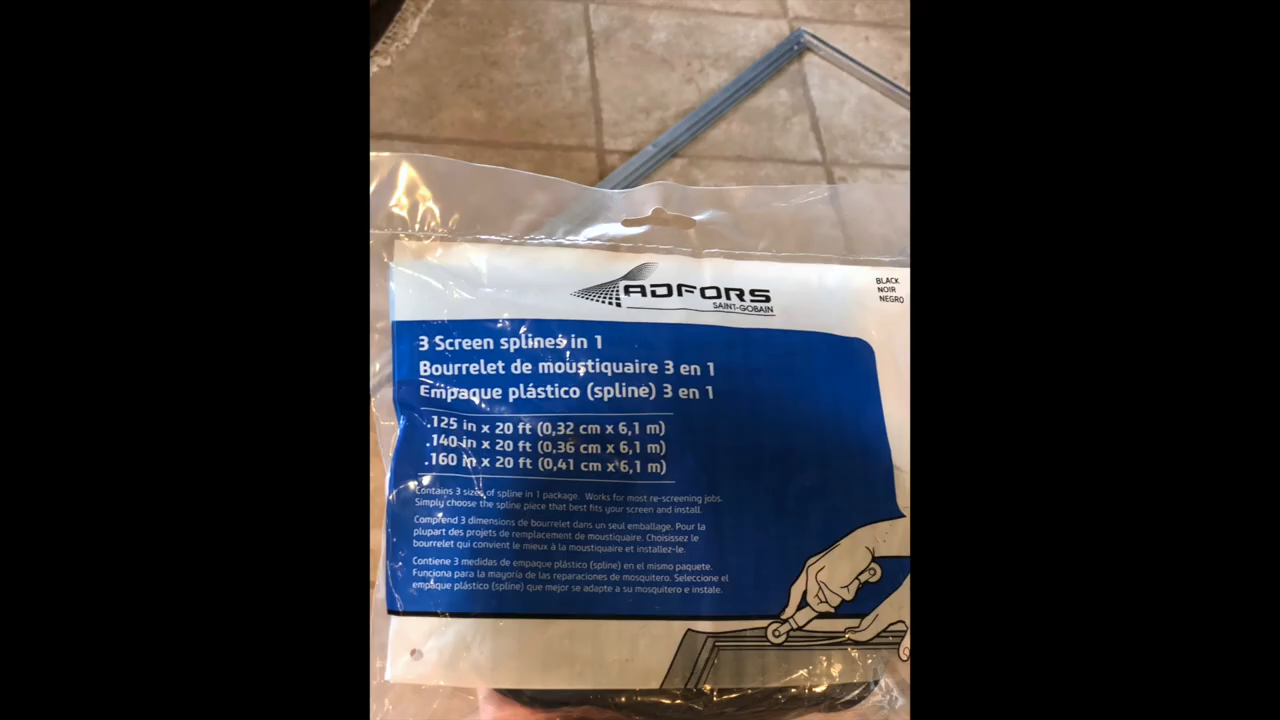 ADFORS
SAINT-GOBAIN
BLACK
NOIR
NEGRO
3 Screen splines in 1
Bourrelet de moustiquaire 3 en 1
Empaque plástico (spline) 3 en 1
.125 in x 20 ft (0,32 cm x 6,1 m)
.140 in x 20 ft (0,36 cm x 6,1 m)
.160 in x 20 ft (0,41 cm x 6,1 m)
Contains 3 sizes of spline in 1 package. Works for most re-screening jobs.
Simply choose the spline piece that best fits your screen and install.
Comprend 3 dimensions de bourrelet dans un seul emballage. Pour la
plupart des projets de remplacement de moustiquaire. Choisissez le
bourrelet qui convient le mieux à la moustiquaire et installez-le.
Contiene 3 medidas de empaque plástico (spline) en el mismo paquete.
Funciona para la mayoría de las reparaciones de mosquitero. Seleccione el
empaque plástico (spline) que mejor se adapte a su mosquitero e instale.